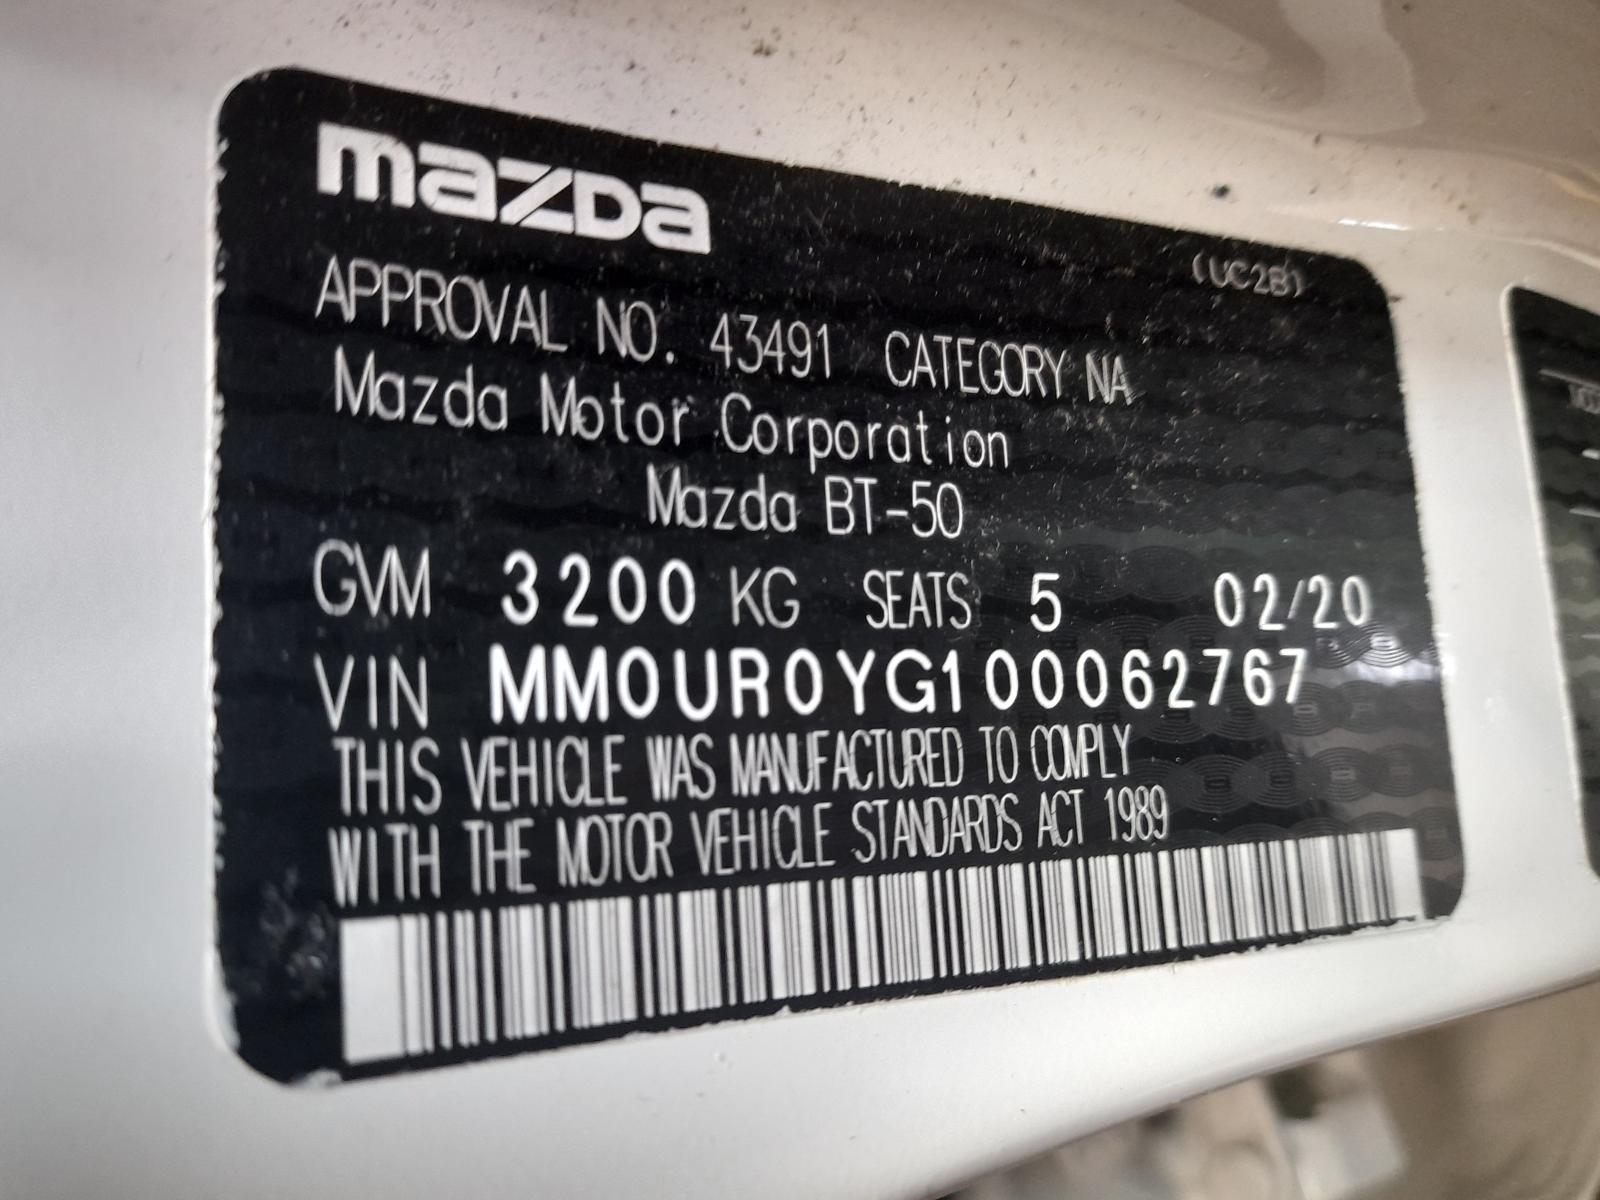 mazda
(UC2B)
APPROVAL NO. 43491 CATEGORY NA
Mazda Motor Corporation
Mazda BT-50
GVM 3200 KG SEATS 5 02/20
VIN MM0UR0YG100062767
THIS VEHICLE WAS MANUFACTURED TO COMPLY
WITH THE MOTOR VEHICLE STANDARDS ACT 1989